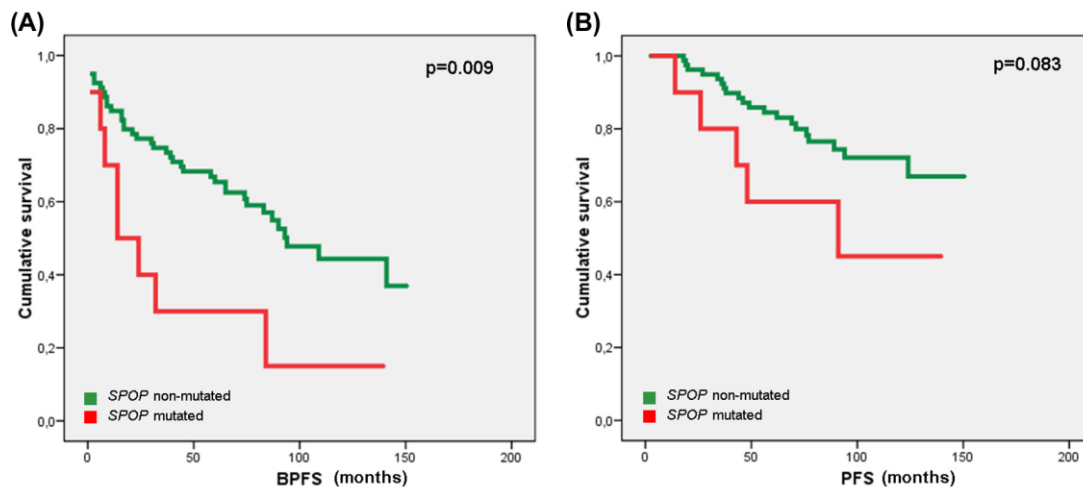 (A)
p=0.009
1,0
0,8
0,6
0,4
0,2
0,0
Cumulative survival
SPOP non-mutated
SPOP mutated
0 50 100 150 200
BPFS (months)
(B)
p=0.083
1,0
0,8
0,6
0,4
0,2
0,0
Cumulative survival
SPOP non-mutated
SPOP mutated
0 50 100 150 200
PFS (months)